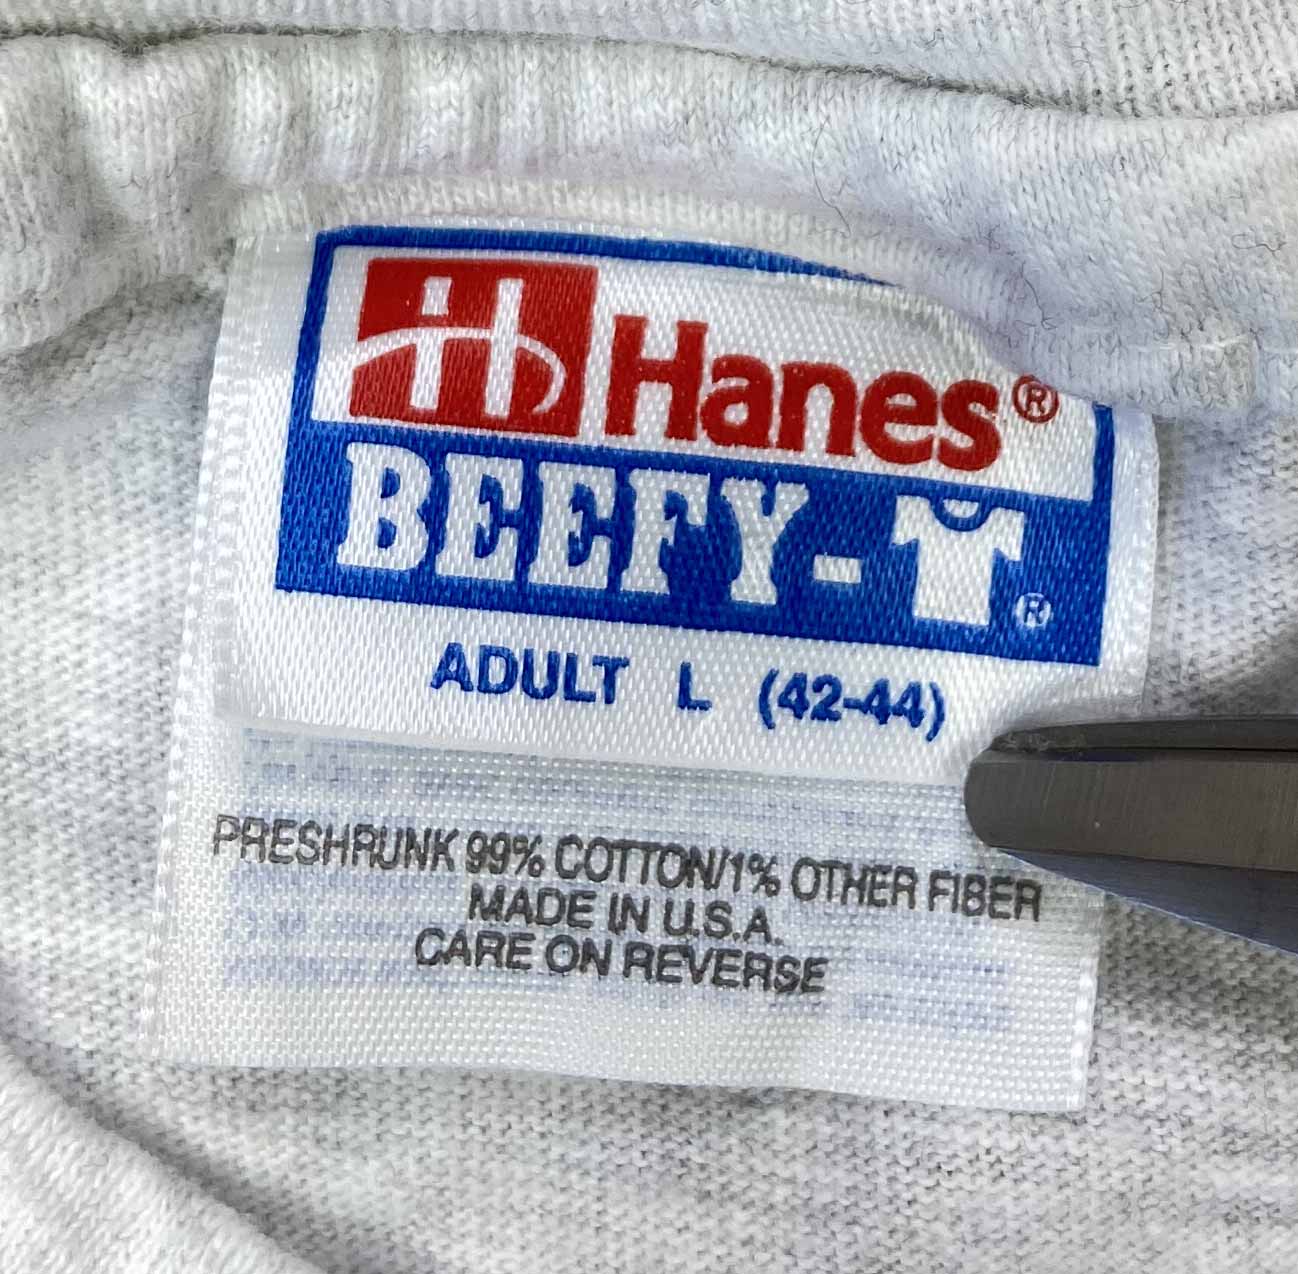 H Hanes®
BEEFY-T®
ADULT L (42-44)
PRESHRUNK 99% COTTON/1% OTHER FIBER
MADE IN U.S.A.
CARE ON REVERSE